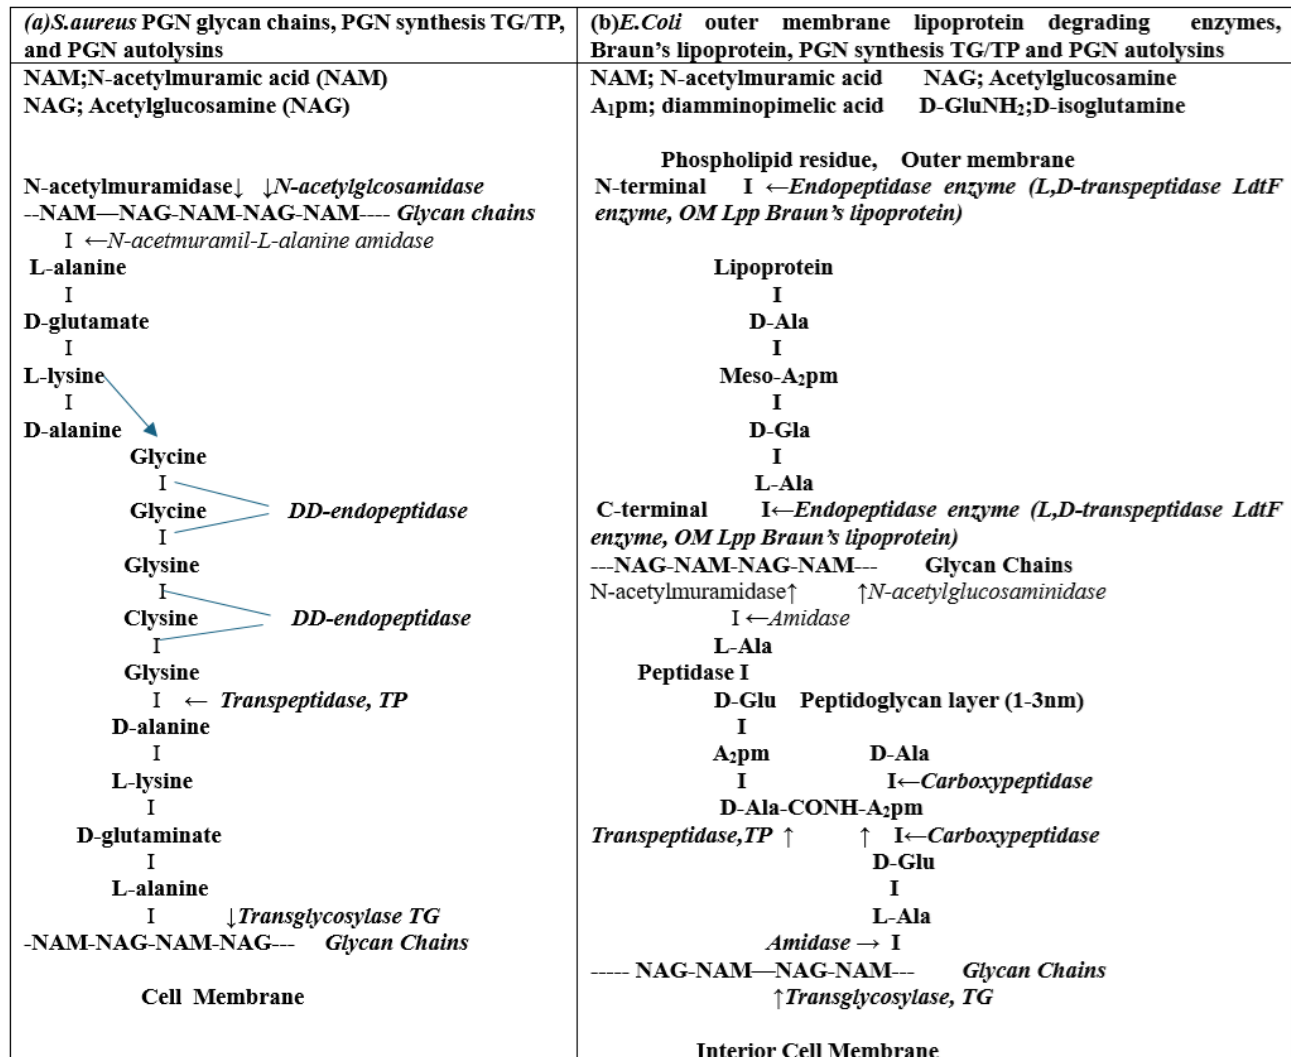 (a)S.aureus PGN glycan chains, PGN synthesis TG/TP,
and PGN autolysins
NAM;N-acetylmuramic acid (NAM)
NAG; Acetylglucosamine (NAG)
N-acetylmuramidase↓ ↓N-acetylglcosamidase
--NAM—NAG-NAM-NAG-NAM---- Glycan chains
I ←N-acetmuramil-L-alanine amidase
L-alanine
I
D-glutamate
I
L-lysine
I
D-alanine
Glycine
I
Glycine DD-endopeptidase
I
Glysine
I
Clysine DD-endopeptidase
I
Glysine
I ← Transpeptidase, TP
D-alanine
I
L-lysine
I
D-glutaminate
I
L-alanine
I ↓Transglycosylase TG
-NAM-NAG-NAM-NAG--- Glycan Chains
Cell Membrane
(b)E.Coli outer membrane lipoprotein degrading enzymes,
Braun’s lipoprotein, PGN synthesis TG/TP and PGN autolysins
NAM; N-acetylmuramic acid NAG; Acetylglucosamine
A₁pm; diamminopimelic acid D-GluNH₂;D-isoglutamine
Phospholipid residue, Outer membrane
N-terminal I ←Endopeptidase enzyme (L,D-transpeptidase LdtF
enzyme, OM Lpp Braun’s lipoprotein)
Lipoprotein
I
D-Ala
I
Meso-A₂pm
I
D-Gla
I
L-Ala
C-terminal I←Endopeptidase enzyme (L,D-transpeptidase LdtF
enzyme, OM Lpp Braun’s lipoprotein)
---NAG-NAM-NAG-NAM--- Glycan Chains
N-acetylmuramidase↑ ↑N-acetylglucosaminidase
I ←Amidase
L-Ala
Peptidase I
D-Glu Peptidoglycan layer (1-3nm)
I
A₂pm D-Ala
I I←Carboxypeptidase
D-Ala-CONH-A₂pm
Transpeptidase,TP ↑ ↑ I←Carboxypeptidase
D-Glu
I
L-Ala
Amidase → I
----- NAG-NAM—NAG-NAM--- Glycan Chains
↑Transglycosylase, TG
Interior Cell Membrane